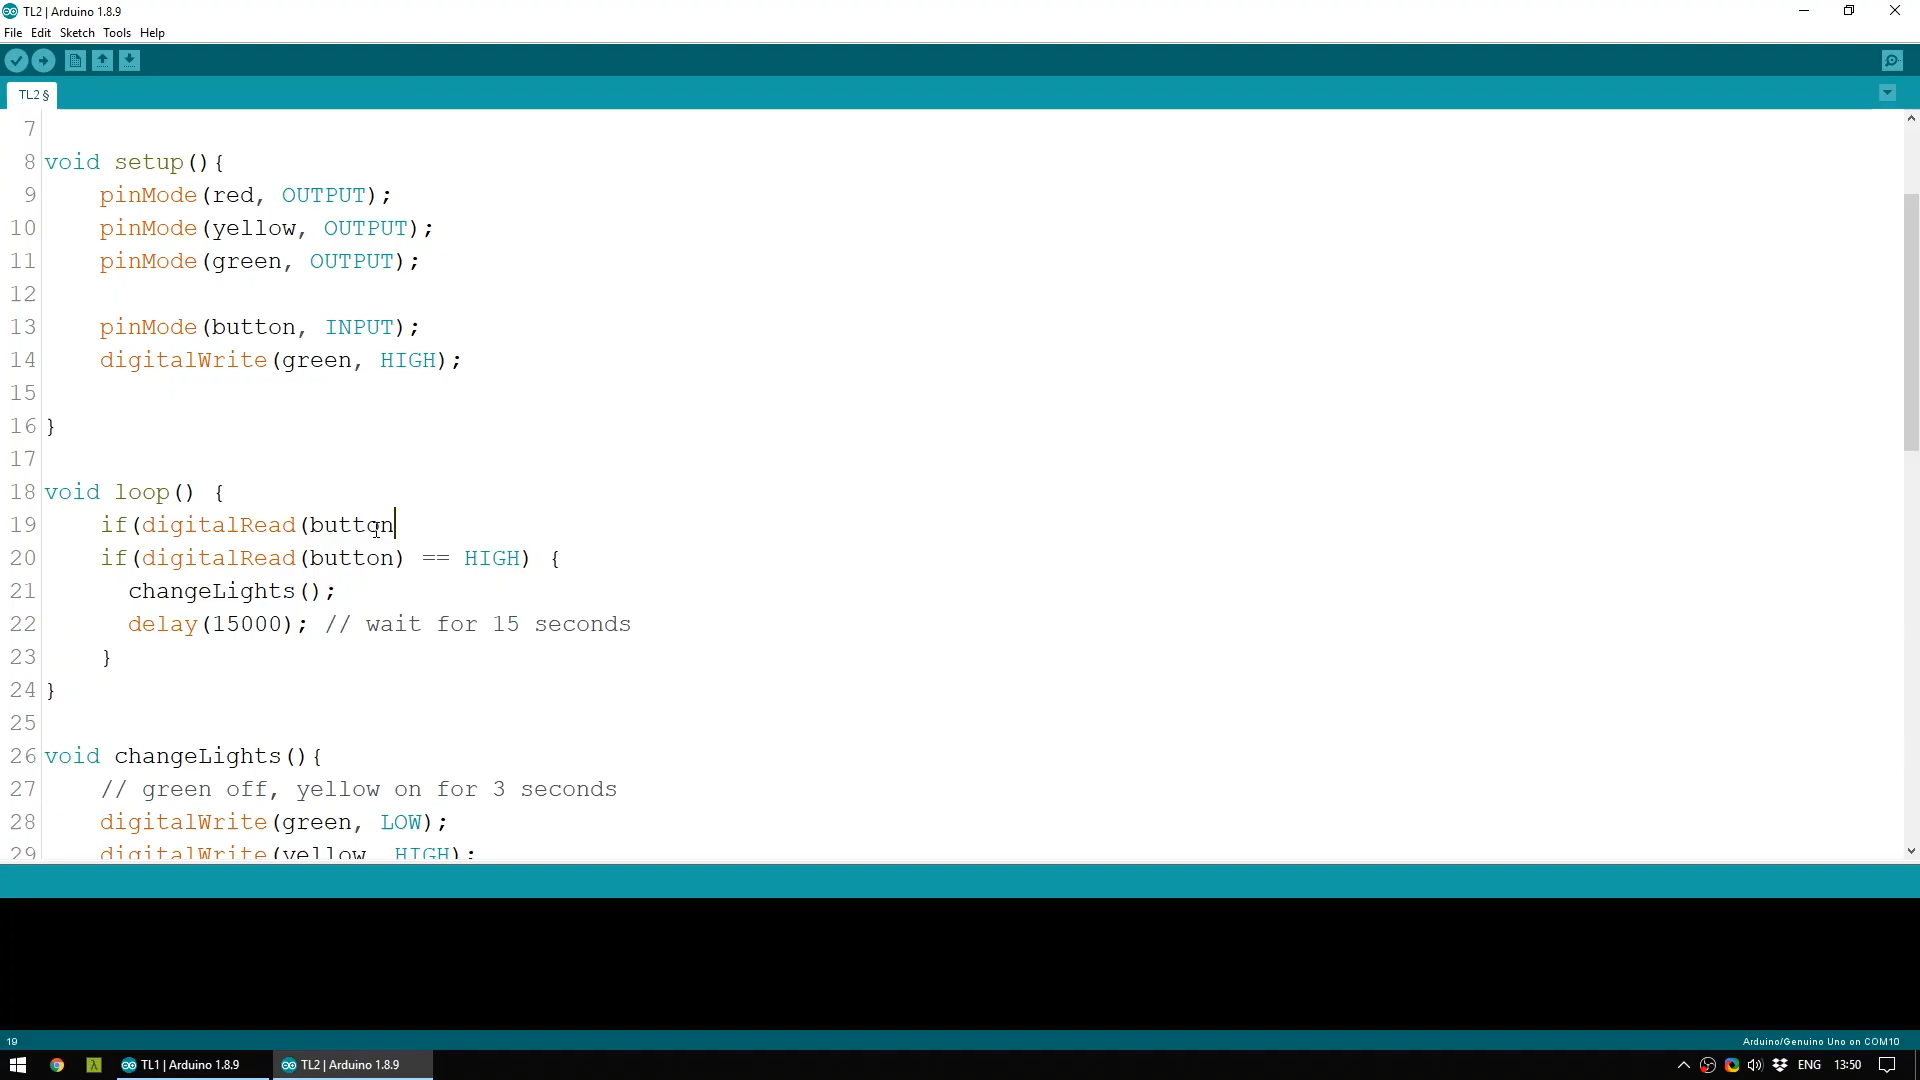 TL2 | Arduino 1.8.9
File Edit Sketch Tools Help
TL2 §
7
8 void setup(){
9 pinMode(red, OUTPUT);
10 pinMode(yellow, OUTPUT);
11 pinMode(green, OUTPUT);
12
13 pinMode(button, INPUT);
14 digitalWrite(green, HIGH);
15
16 }
17
18 void loop() {
19 if(digitalRead(button
20 if(digitalRead(button) == HIGH) {
21 changeLights();
22 delay(15000); // wait for 15 seconds
23 }
24 }
25
26 void changeLights(){
27 // green off, yellow on for 3 seconds
28 digitalWrite(green, LOW);
29 digitalWrite(yellow, HIGH);
19
Arduino/Genuino Uno on COM10
TL1 | Arduino 1.8.9
TL2 | Arduino 1.8.9
ENG 13:50